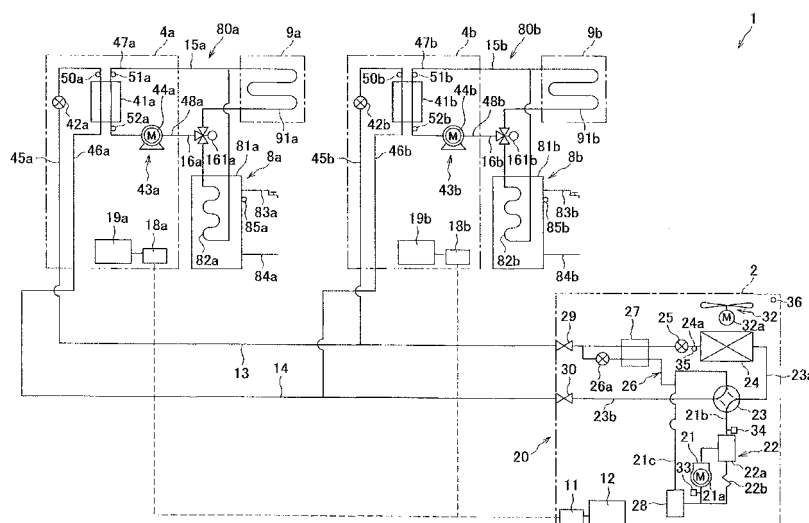 1
4a 80a 9a 4b 80b 9b
47a 15a 47b 15b
50a 51a 44a 50b 51b 44b
41a 41b
42a 52a 48a 91a 42b 52b 48b 91b
45a 46a 16a 161a 45b 46b 16b 161b
43a 81a 8a 43b 81b 8b
83a 83b
19a 18a 85a 19b 18b 85b
82a 84a 82b 84b
M M
2
36
32
M 32a
29 27 25 24a
35 24 23a
26a 26
13
14 30 23b 21b 23
34
20 21 22
21c 22a
33 M 21a 22b
11 12 28